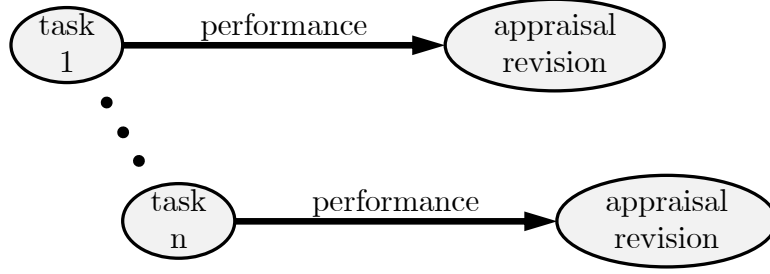 task
1
performance
appraisal
revision
task
n
performance
appraisal
revision